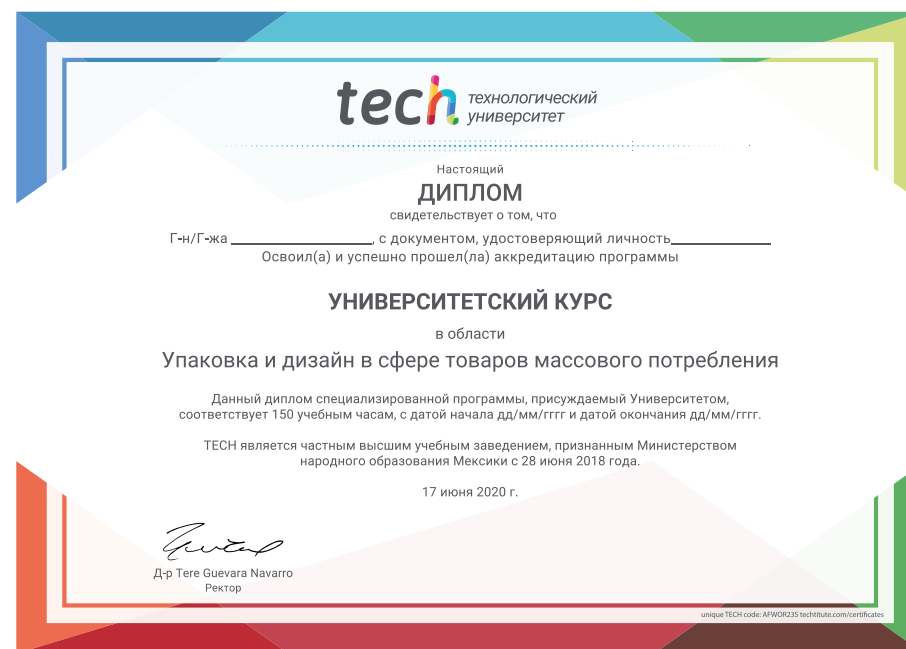 tech технологический
университет
Настоящий
ДИПЛОМ
свидетельствует о том, что
Г-н/Г-жа ____________________, с документом, удостоверяющий личность______________
Освоил(а) и успешно прошел(ла) аккредитацию программы
УНИВЕРСИТЕТСКИЙ КУРС
в области
Упаковка и дизайн в сфере товаров массового потребления
Данный диплом специализированной программы, присуждаемый Университетом,
соответствует 150 учебным часам, с датой начала дд/мм/гггг и датой окончания дд/мм/гггг.
TECH является частным высшим учебным заведением, признанным Министерством
народного образования Мексики с 28 июня 2018 года.
17 июня 2020 г.
Д-р Tere Guevara Navarro
Ректор
unique TECH code: AFWOR23S techtitute.com/certificates